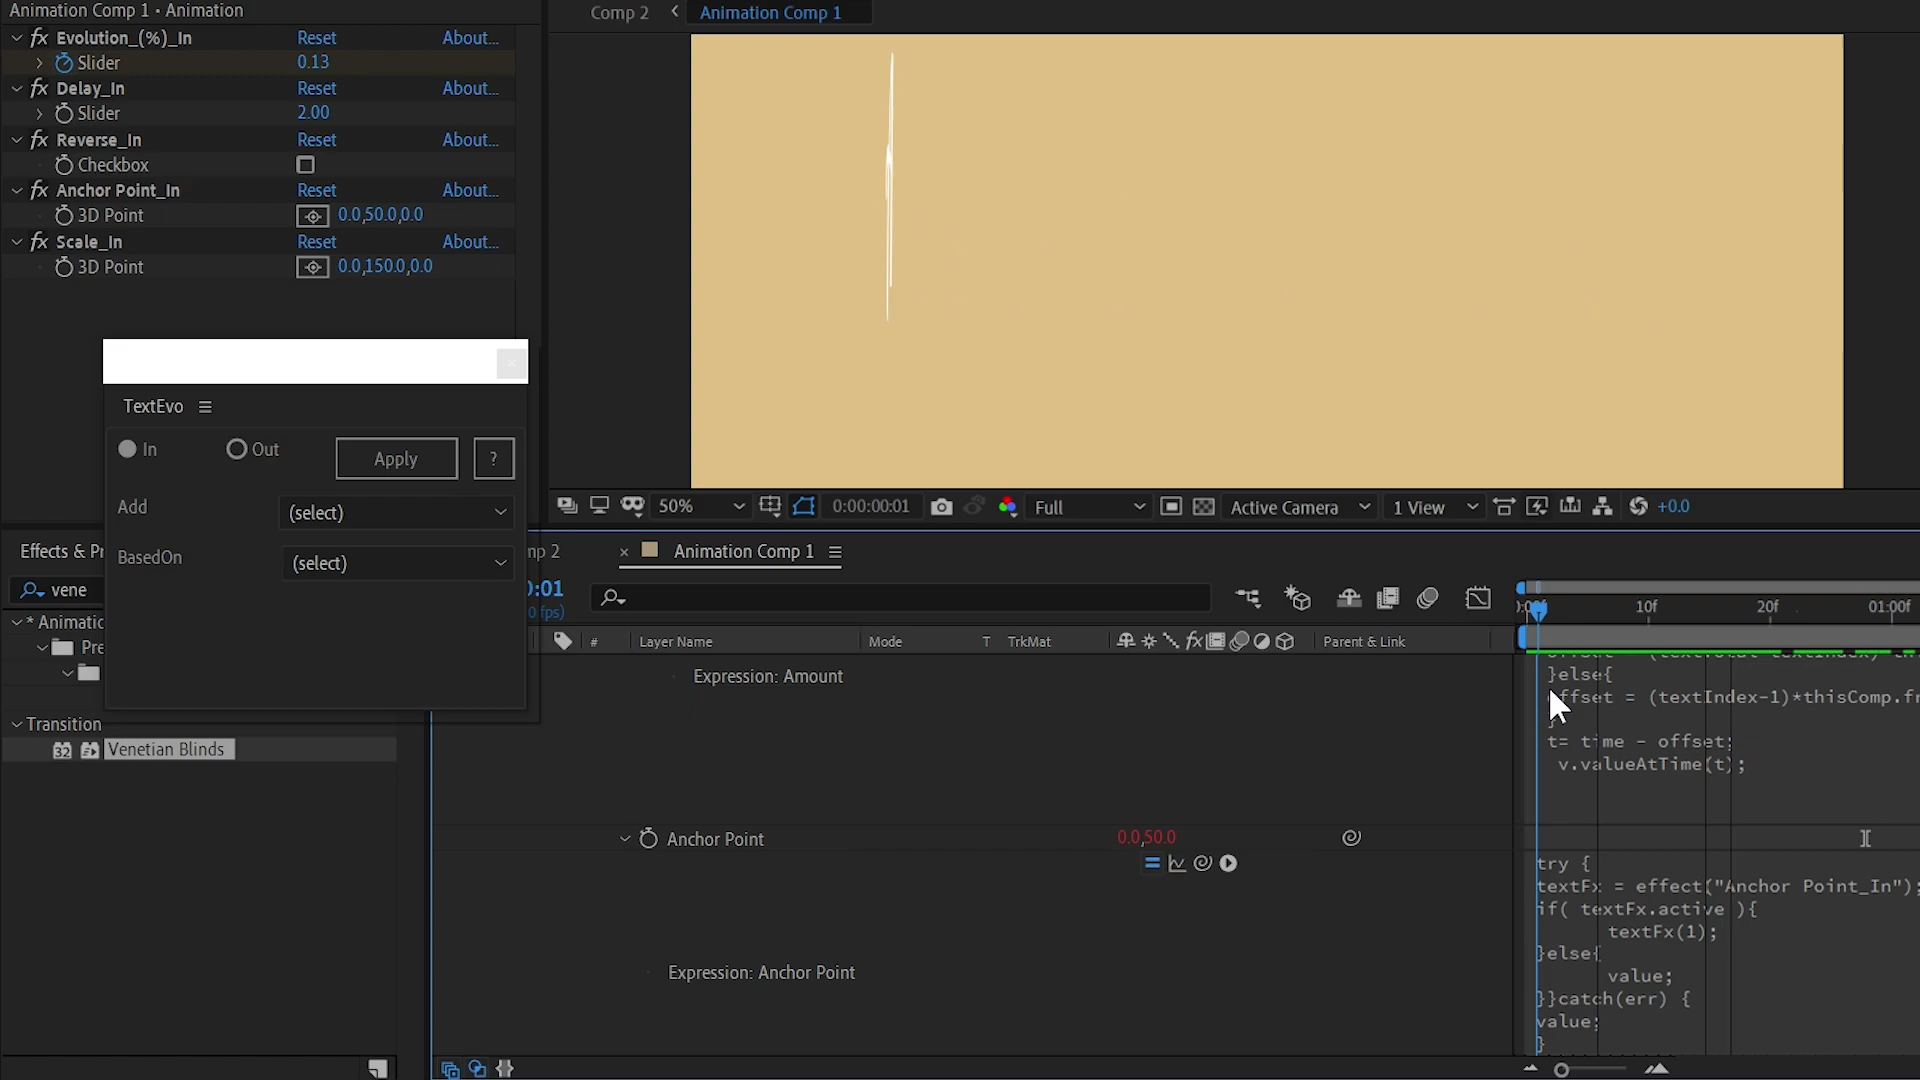 Animation Comp 1 • Animation
Evolution_(%)_In Reset About...
Slider 0.13
Delay_In Reset About...
Slider 2.00
Reverse_In Reset About...
Checkbox
Anchor Point_In Reset About...
3D Point 0.0,50.0,0.0
Scale_In Reset About...
3D Point 0.0,150.0,0.0
Comp 2 Animation Comp 1
TextEvo
In Out Apply ?
Add (select)
BasedOn (select)
50% 0:00:00:01 Full Active Camera 1 View +0.0
Effects & Pr
vene
* Animatic
Pre
Transition
32 Venetian Blinds
np 2 Animation Comp 1
:01
0 fps)
10f 20f 01:00f
# Layer Name Mode T TrkMat fx Parent & Link
Expression: Amount
}else{
ffset = (textIndex-1)*thisComp.fr
}
t= time - offset;
v.valueAtTime(t);
Anchor Point 0.0,50.0
try {
textFx = effect("Anchor Point_In");
if( textFx.active ){
textFx(1);
}else{
value;
}}catch(err) {
value;
}
Expression: Anchor Point